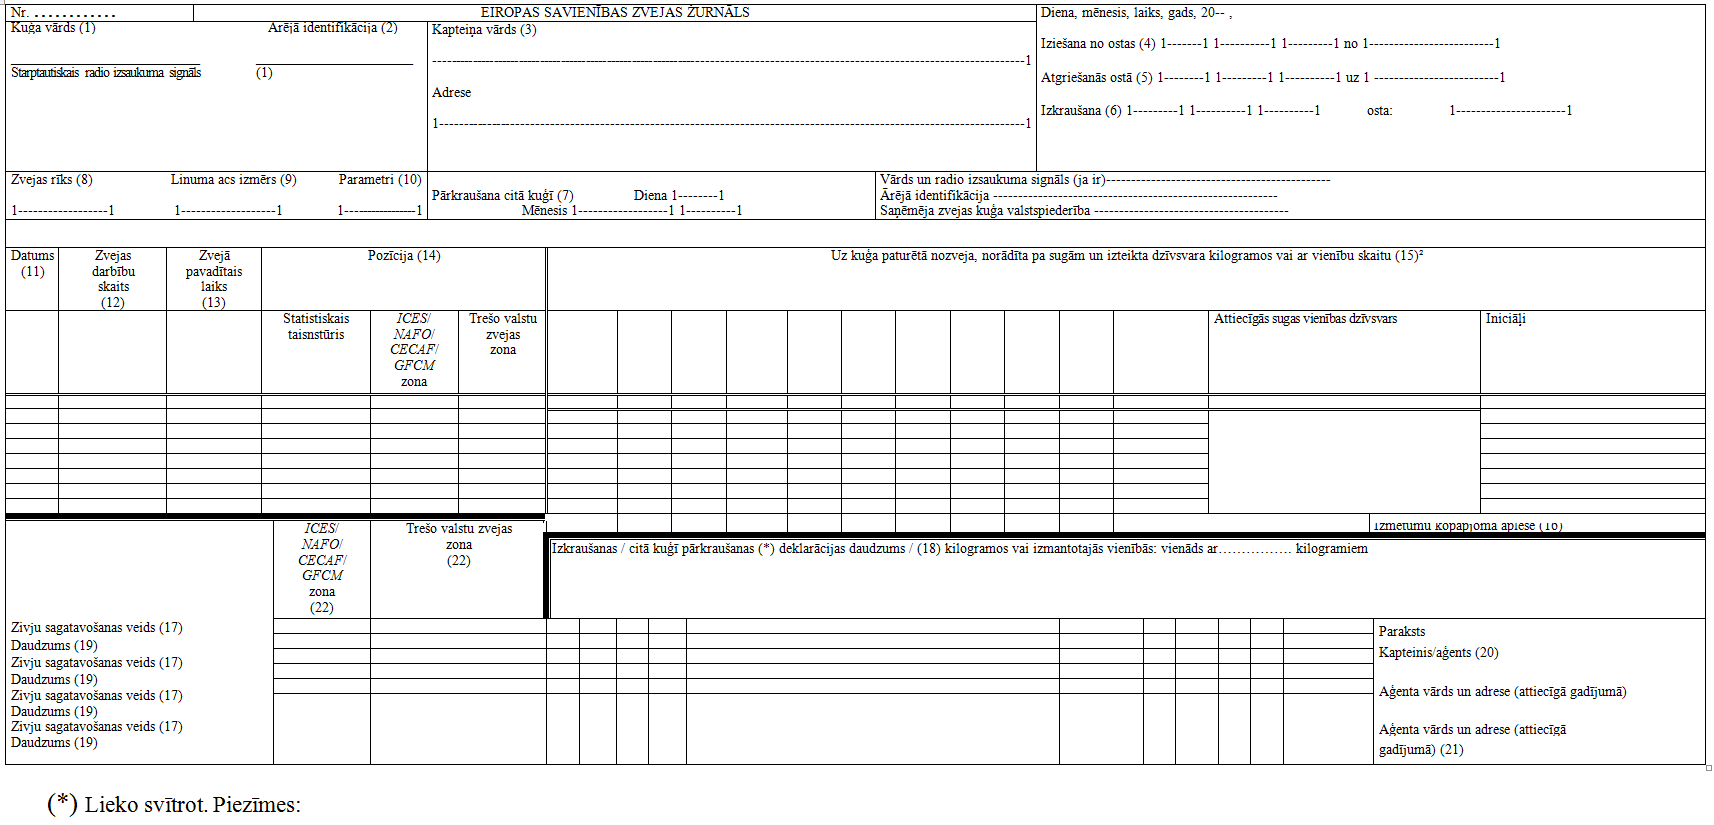 Nr. . . . . . . . . . . . .
EIROPAS SAVIENĪBAS ZVEJAS ŽURNĀLS
Kuģa vārds (1) Ārējā identifikācija (2)
Starptautiskais radio izsaukuma signāls (1)
Kapteiņa vārds (3)
-----------------------------------------------------------------------1
Adrese
1-----------------------------------------------------------------------1
Diena, mēnesis, laiks, gads, 20-- ,
Iziešana no ostas (4) 1-------1 1----------1 1---------1 no 1-------------------------1
Atgriešanās ostā (5) 1--------1 1----------1 1----------1 uz 1 -------------------------1
Izkraušana (6) 1---------1 1----------1 1----------1 osta: 1----------------------1
Zvejas rīks (8) Linuma acs izmērs (9) Parametri (10)
1------------------1 1-------------------1 1---------------1
Pārkraušana citā kuģī (7) Diena 1--------1
Mēnesis 1------------------1 1----------1
Vārds un radio izsaukuma signāls (ja ir)---------------------------------------------
Ārējā identifikācija ---------------------------------------------------------
Saņēmēja zvejas kuģa valstspiederība ---------------------------------------
Datums
(11)
Zvejas
darbību
skaits
(12)
Zvejā
pavadītais
laiks
(13)
Pozīcija (14)
Uz kuģa paturētā nozveja, norādīta pa sugām un izteikta dzīvsvara kilogramos vai ar vienību skaitu (15)²
Statistiskais
taisnstūris
ICES/
NAFO/
CECAF/
GFCM
zona
Trešo valstu
zvejas
zona
Attiecīgās sugas vienības dzīvsvars
Iniciāļi
ICES/
NAFO/
CECAF/
GFCM
zona
(22)
Trešo valstu zvejas
zona
(22)
Izmetumu kopapjoma aplēse (16)
Izkraušanas / citā kuģī pārkraušanas (*) deklarācijas daudzums / (18) kilogramos vai izmantotajās vienībās: vienāds ar……………. kilogramiem
Zivju sagatavošanas veids (17)
Daudzums (19)
Zivju sagatavošanas veids (17)
Daudzums (19)
Zivju sagatavošanas veids (17)
Daudzums (19)
Zivju sagatavošanas veids (17)
Daudzums (19)
Paraksts
Kapteinis/aģents (20)
Aģenta vārds un adrese (attiecīgā gadījumā)
Aģenta vārds un adrese (attiecīgā
gadījumā) (21)
(*) Lieko svītrot. Piezīmes: